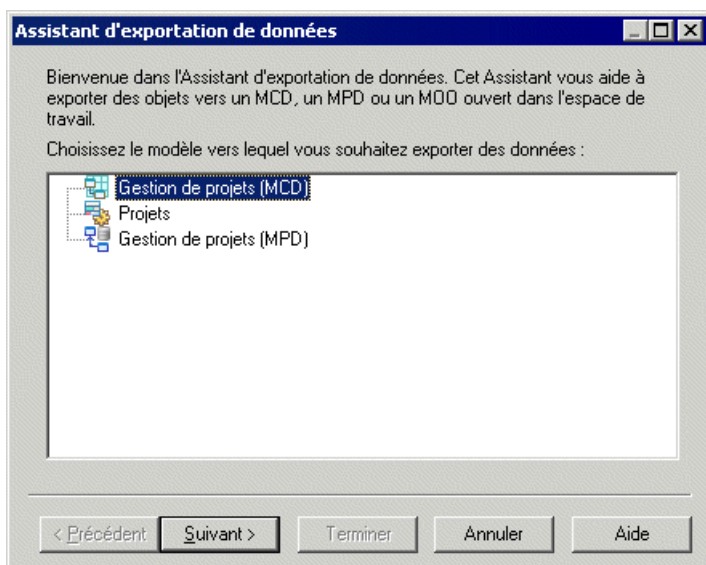 Assistant d'exportation de données
Bienvenue dans l'Assistant d'exportation de données. Cet Assistant vous aide à
exporter des objets vers un MCD, un MPD ou un MOO ouvert dans l'espace de
travail.
Choisissez le modèle vers lequel vous souhaitez exporter des données :
Gestion de projets (MCD)
Projets
Gestion de projets (MPD)
< Précédent Suivant > Terminer Annuler Aide